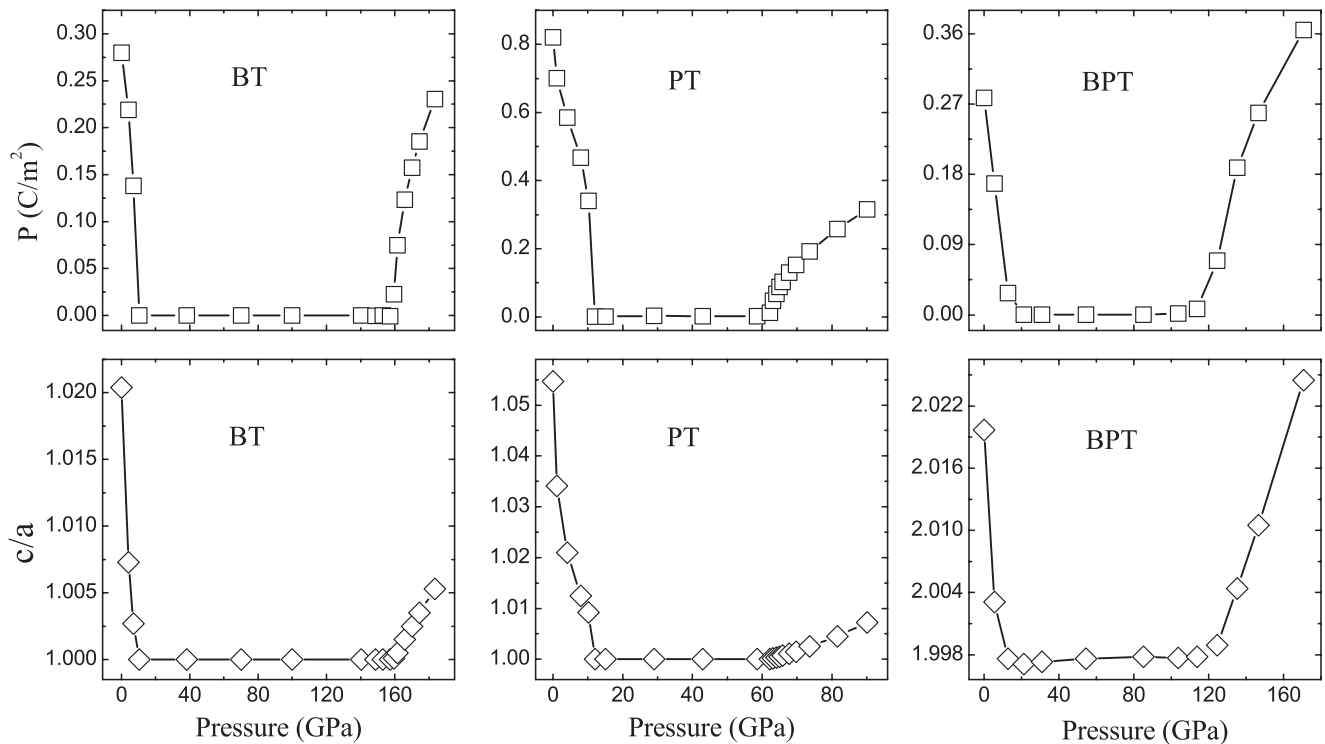 0.30
0.25
0.20
0.15
0.10
0.05
0.00
P (C/m²)
BT
0.8
0.6
0.4
0.2
0.0
PT
0.36
0.27
0.18
0.09
0.00
BPT
1.020
1.015
1.010
1.005
1.000
c/a
BT
0 40 80 120 160
Pressure (GPa)
1.05
1.04
1.03
1.02
1.01
1.00
PT
0 20 40 60 80
Pressure (GPa)
2.022
2.016
2.010
2.004
1.998
BPT
0 40 80 120 160
Pressure (GPa)